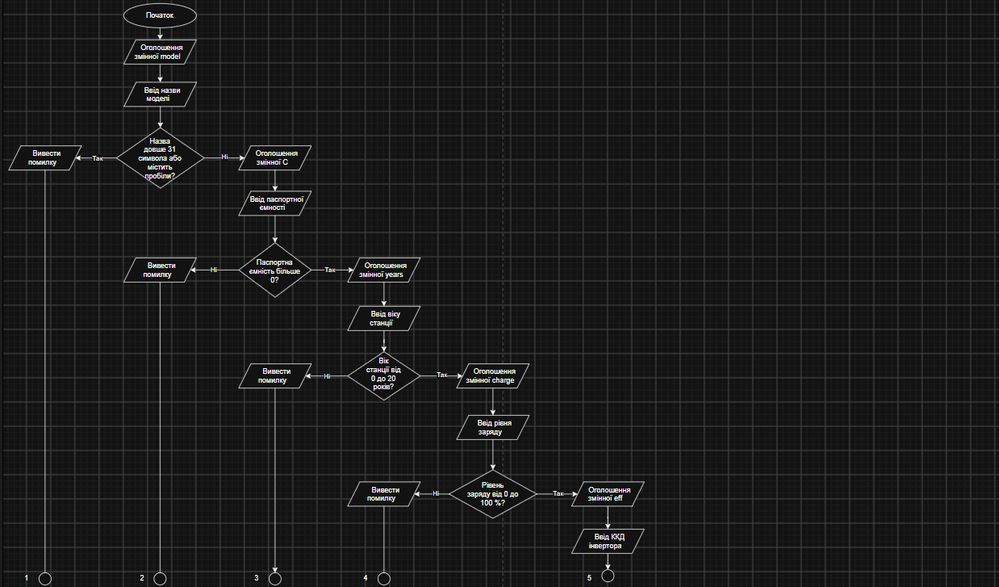 Початок
Оголошення
змінної model
Ввід назви
моделі
Назва
довше 31
символа або
містить
пробіли?
Так
Вивести
помилку
Ні
Оголошення
змінної C
Ввід паспортної
ємності
Паспортна
ємність більше
0?
Ні
Вивести
помилку
Так
Оголошення
змінної years
Ввід віку
станції
Вік
станції від
0 до 20
років?
Ні
Вивести
помилку
Так
Оголошення
змінної charge
Ввід рівня
заряду
Рівень
заряду від 0 до
100 %?
Ні
Вивести
помилку
Так
Оголошення
змінної eff
Ввід ККД
інвертора
1
2
3
4
5